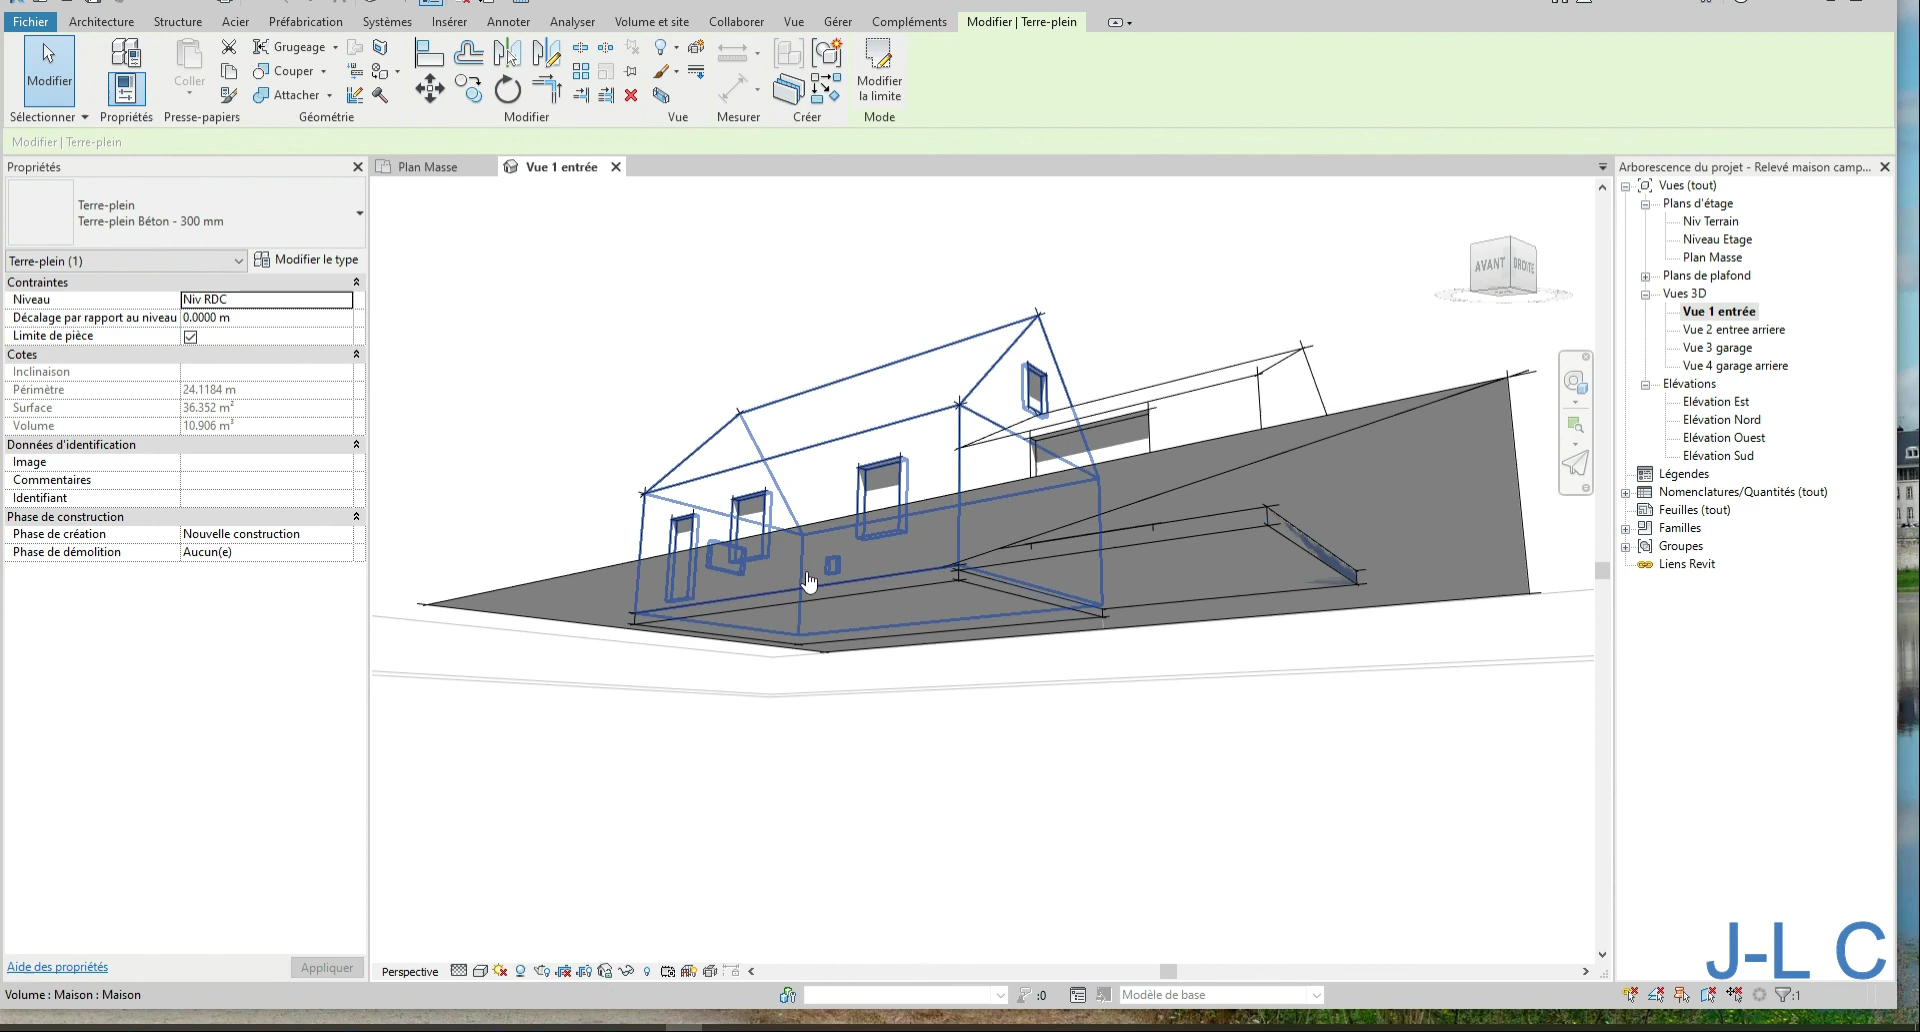 Fichier Architecture Structure Acier Préfabrication Systèmes Insérer Annoter Analyser Volume et site Collaborer Vue Gérer Compléments Modifier | Terre-plein
Modifier
Coller
Grugeage
Couper
Attacher
Modifier
la limite
Sélectionner Propriétés Presse-papiers Géométrie Modifier Vue Mesurer Créer Mode
Modifier | Terre-plein
Propriétés
Terre-plein
Terre-plein Béton - 300 mm
Terre-plein (1) Modifier le type
Contraintes
Niveau Niv RDC
Décalage par rapport au niveau 0.0000 m
Limite de pièce
Cotes
Inclinaison
Périmètre 24.1184 m
Surface 36.352 m²
Volume 10.906 m³
Données d'identification
Image
Commentaires
Identifiant
Phase de construction
Phase de création Nouvelle construction
Phase de démolition Aucun(e)
Aide des propriétés Appliquer
Plan Masse Vue 1 entrée
AVANT DROITE
Perspective
Arborescence du projet - Relevé maison camp...
Vues (tout)
Plans d'étage
Niv Terrain
Niveau Etage
Plan Masse
Plans de plafond
Vues 3D
Vue 1 entrée
Vue 2 entree arriere
Vue 3 garage
Vue 4 garage arriere
Elévations
Elévation Est
Elévation Nord
Elévation Ouest
Elévation Sud
Légendes
Nomenclatures/Quantités (tout)
Feuilles (tout)
Familles
Groupes
Liens Revit
J-L C
Volume : Maison : Maison :0 Modèle de base :1